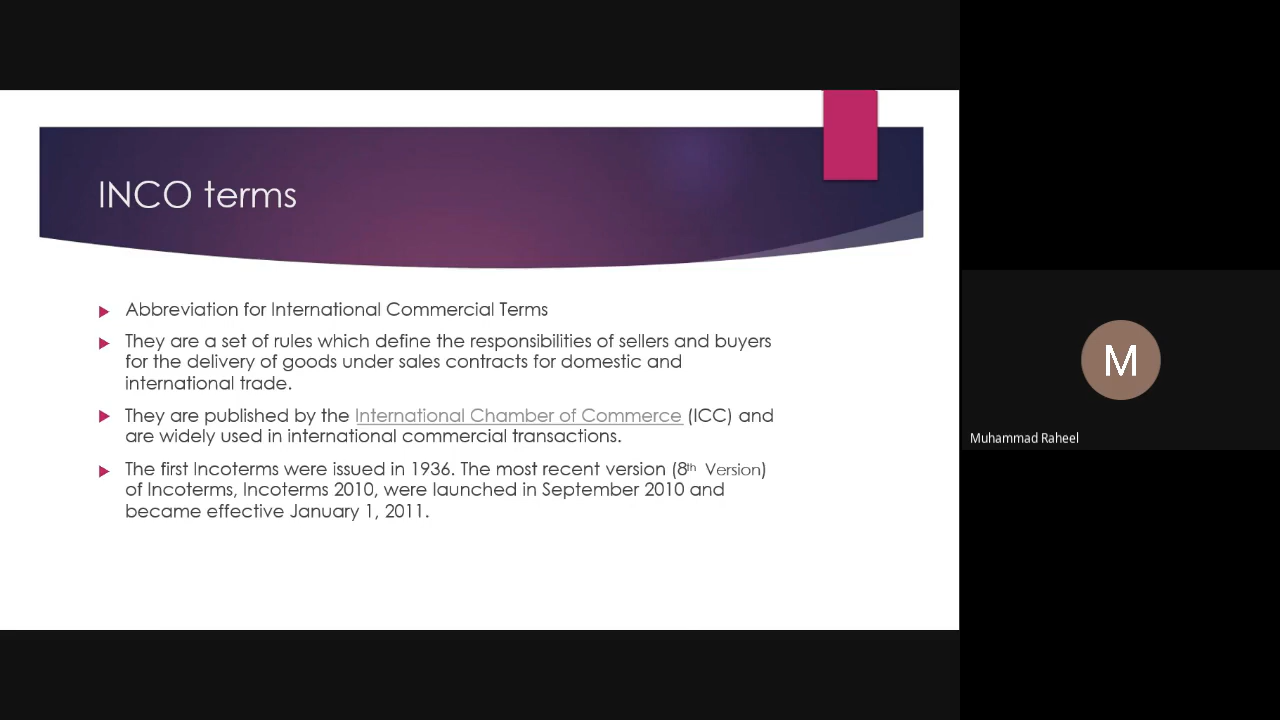 INCO terms
Abbreviation for International Commercial Terms
They are a set of rules which define the responsibilities of sellers and buyers
for the delivery of goods under sales contracts for domestic and
international trade.
They are published by the International Chamber of Commerce (ICC) and
are widely used in international commercial transactions.
The first Incoterms were issued in 1936. The most recent version (8th Version)
of Incoterms, Incoterms 2010, were launched in September 2010 and
became effective January 1, 2011.
M
Muhammad Raheel